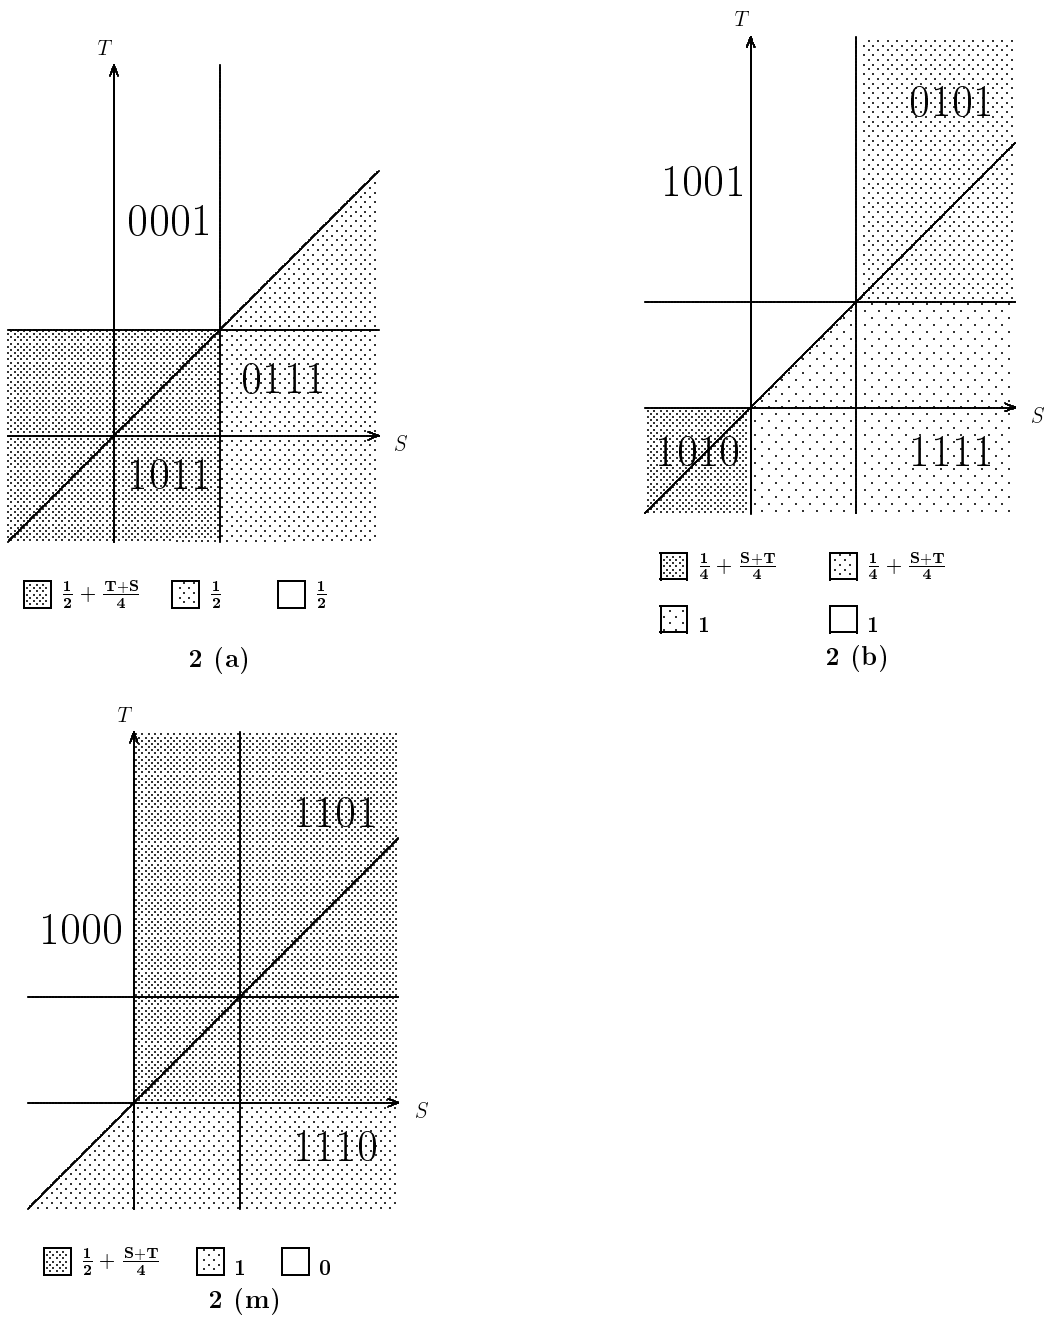 T
0001
0111
S
1011
1/2 + T+S/4 1/2 1/2
2 (a)
T
0101
1001
S
1010 1111
1/4 + S+T/4 1/4 + S+T/4
1 1
2 (b)
T
1101
1000
S
1110
1/2 + S+T/4 1 0
2 (m)